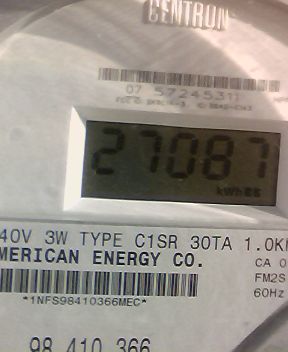 CENTRON
07 57245311
27087
kWh
40V 3W TYPE C1SR 30TA 1.0K
MERICAN ENERGY CO.
CA 0
FM2S
60Hz
*1NFS98410366MEC*
98 410 366